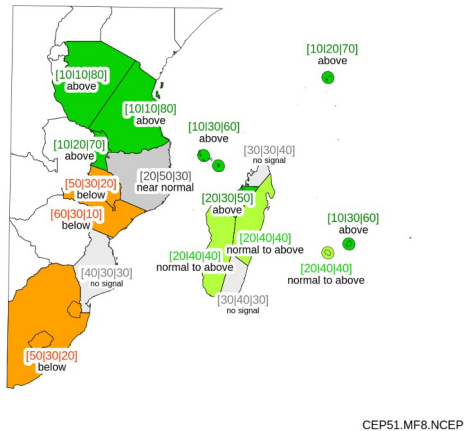 [10|20|70]
above
[10|10|80]
above
[10|10|80]
above
[10|30|60]
above
[10|20|70]
above
[30|30|40]
no signal
[20|50|30]
near normal
[50|30|20]
below
[20|30|50]
above
[60|30|10]
below
[10|30|60]
above
[20|40|40]
normal to above
[20|40|40]
normal to above
[20|40|40]
normal to above
[40|30|30]
no signal
[30|40|30]
no signal
[50|30|20]
below
CEP51.MF8.NCEP